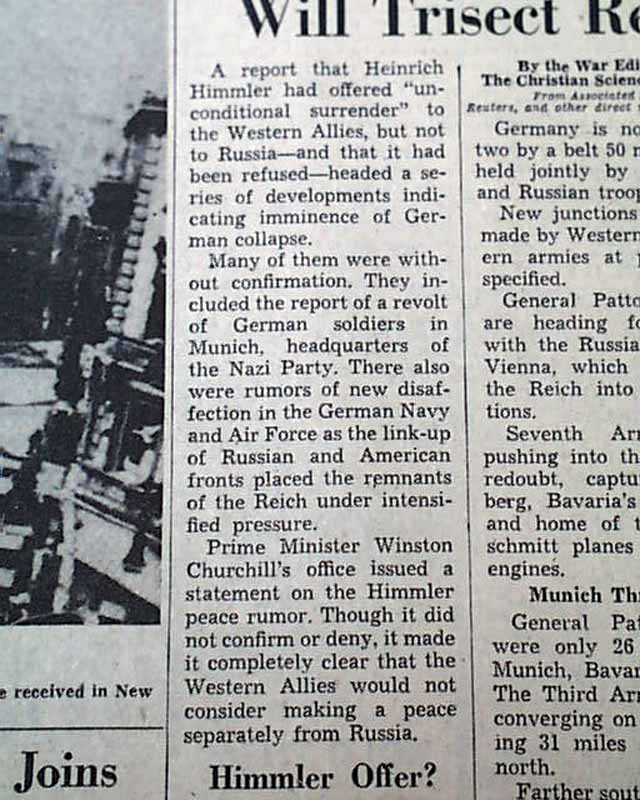 Will Trisect
A report that Heinrich
Himmler had offered "un-
conditional surrender" to
the Western Allies, but not
to Russia—and that it had
been refused—headed a se-
ries of developments indi-
cating imminence of Ger-
man collapse.
Many of them were with-
out confirmation. They in-
cluded the report of a revolt
of German soldiers in
Munich, headquarters of
the Nazi Party. There also
were rumors of new disaf-
fection in the German Navy
and Air Force as the link-up
of Russian and American
fronts placed the remnants
of the Reich under intensi-
fied pressure.
Prime Minister Winston
Churchill's office issued a
statement on the Himmler
peace rumor. Though it did
not confirm or deny, it made
it completely clear that the
Western Allies would not
consider making a peace
separately from Russia.
Himmler Offer?
By the War Edi
The Christian Scien
From Associated
Reuters, and other direct
Germany is no
two by a belt 50
held jointly by
and Russian troop
New junctions
made by Western
ern armies at
specified.
General Patto
are heading fo
with the Russia
Vienna, which
the Reich into
tions.
Seventh Ar
pushing into th
redoubt, captu
berg, Bavaria's
and home of t
schmitt planes
engines.
Munich Th
General Pat
were only 26
Munich, Bavar
The Third Ar
converging on
ing 31 miles
north.
Farther sout
e received in New
Joins